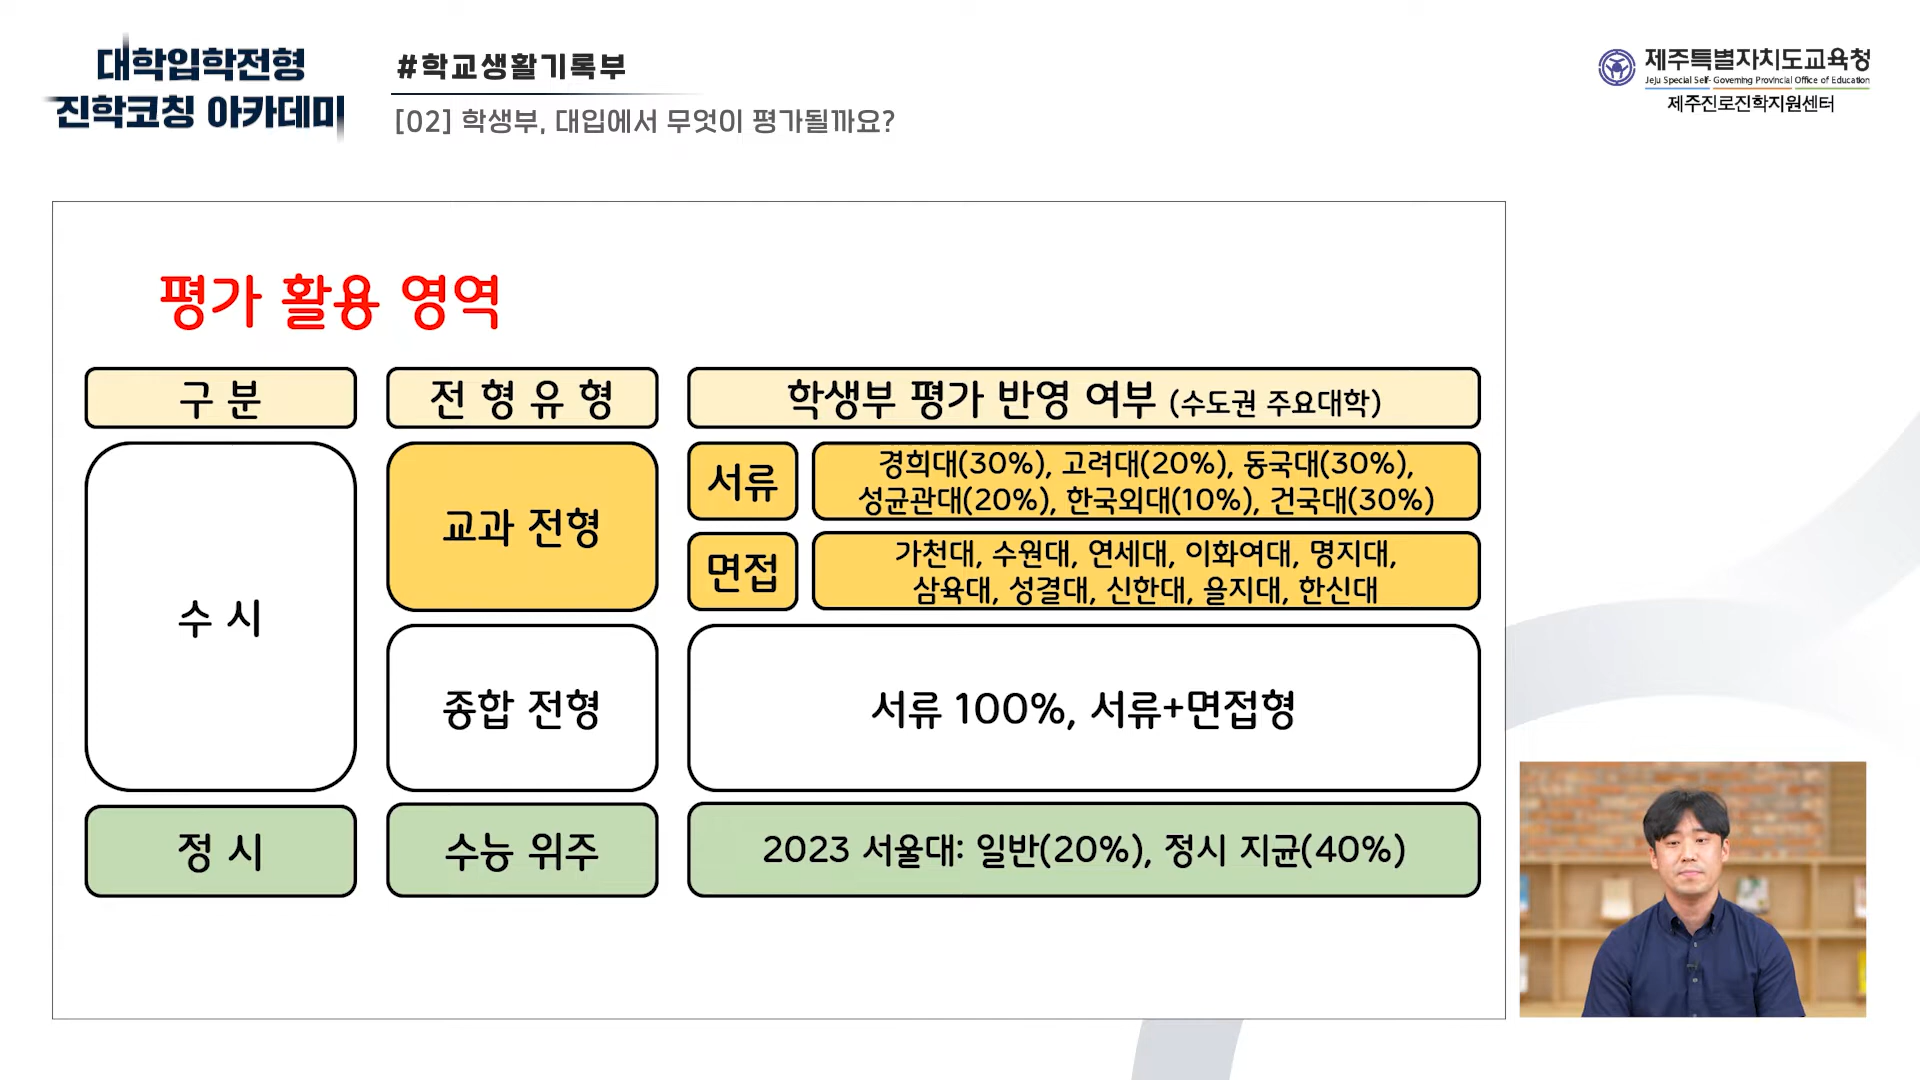 대학입학전형
진학코칭 아카데미
#학교생활기록부
[02] 학생부, 대입에서 무엇이 평가될까요?
제주특별자치도교육청
Jeju Special Self- Governing Provincial Office of Education
제주진로진학지원센터
평가 활용 영역
구 분
전 형 유 형
학생부 평가 반영 여부 (수도권 주요대학)
수 시
교과 전형
서류
경희대(30%), 고려대(20%), 동국대(30%),
성균관대(20%), 한국외대(10%), 건국대(30%)
면접
가천대, 수원대, 연세대, 이화여대, 명지대,
삼육대, 성결대, 신한대, 을지대, 한신대
종합 전형
서류 100%, 서류+면접형
정 시
수능 위주
2023 서울대: 일반(20%), 정시 지균(40%)